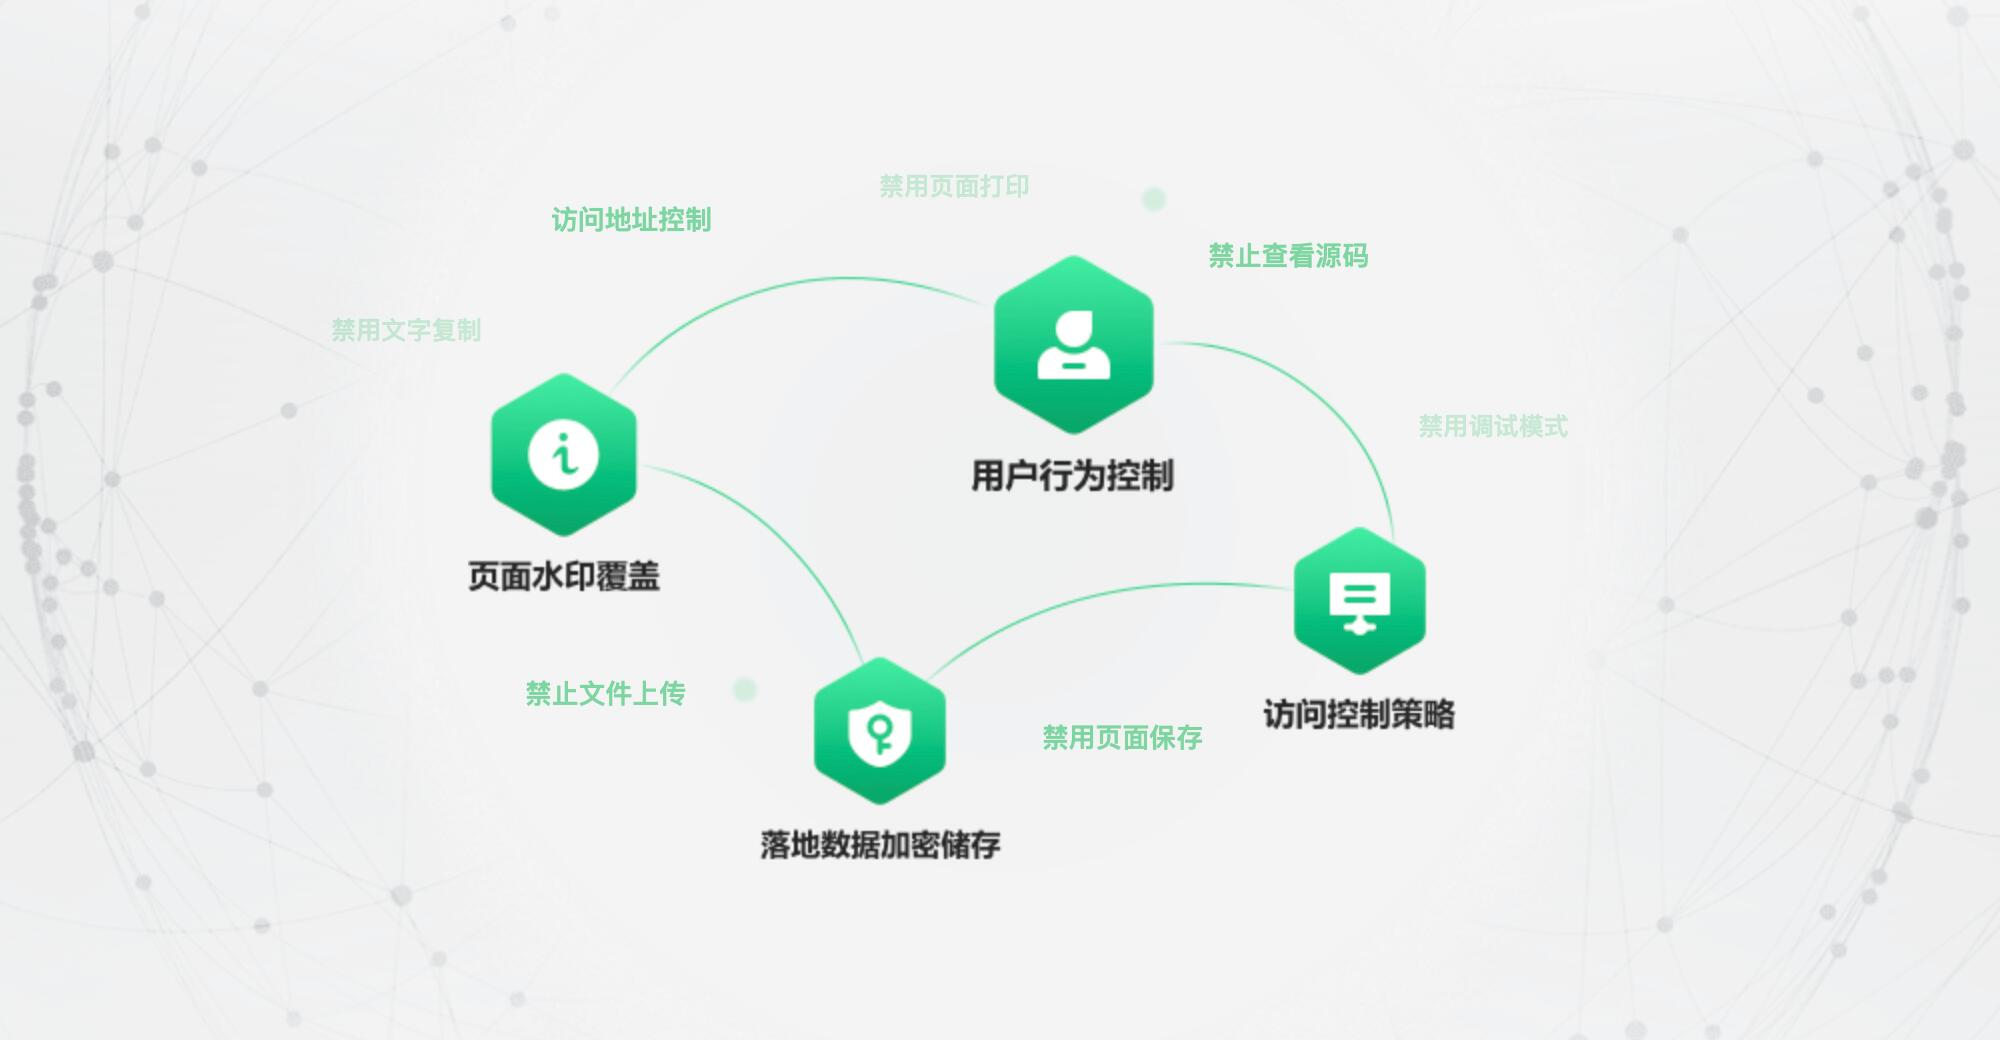 禁用页面打印
访问地址控制
禁止查看源码
禁用文字复制
禁用调试模式
用户行为控制
页面水印覆盖
禁止文件上传
访问控制策略
禁用页面保存
落地数据加密储存